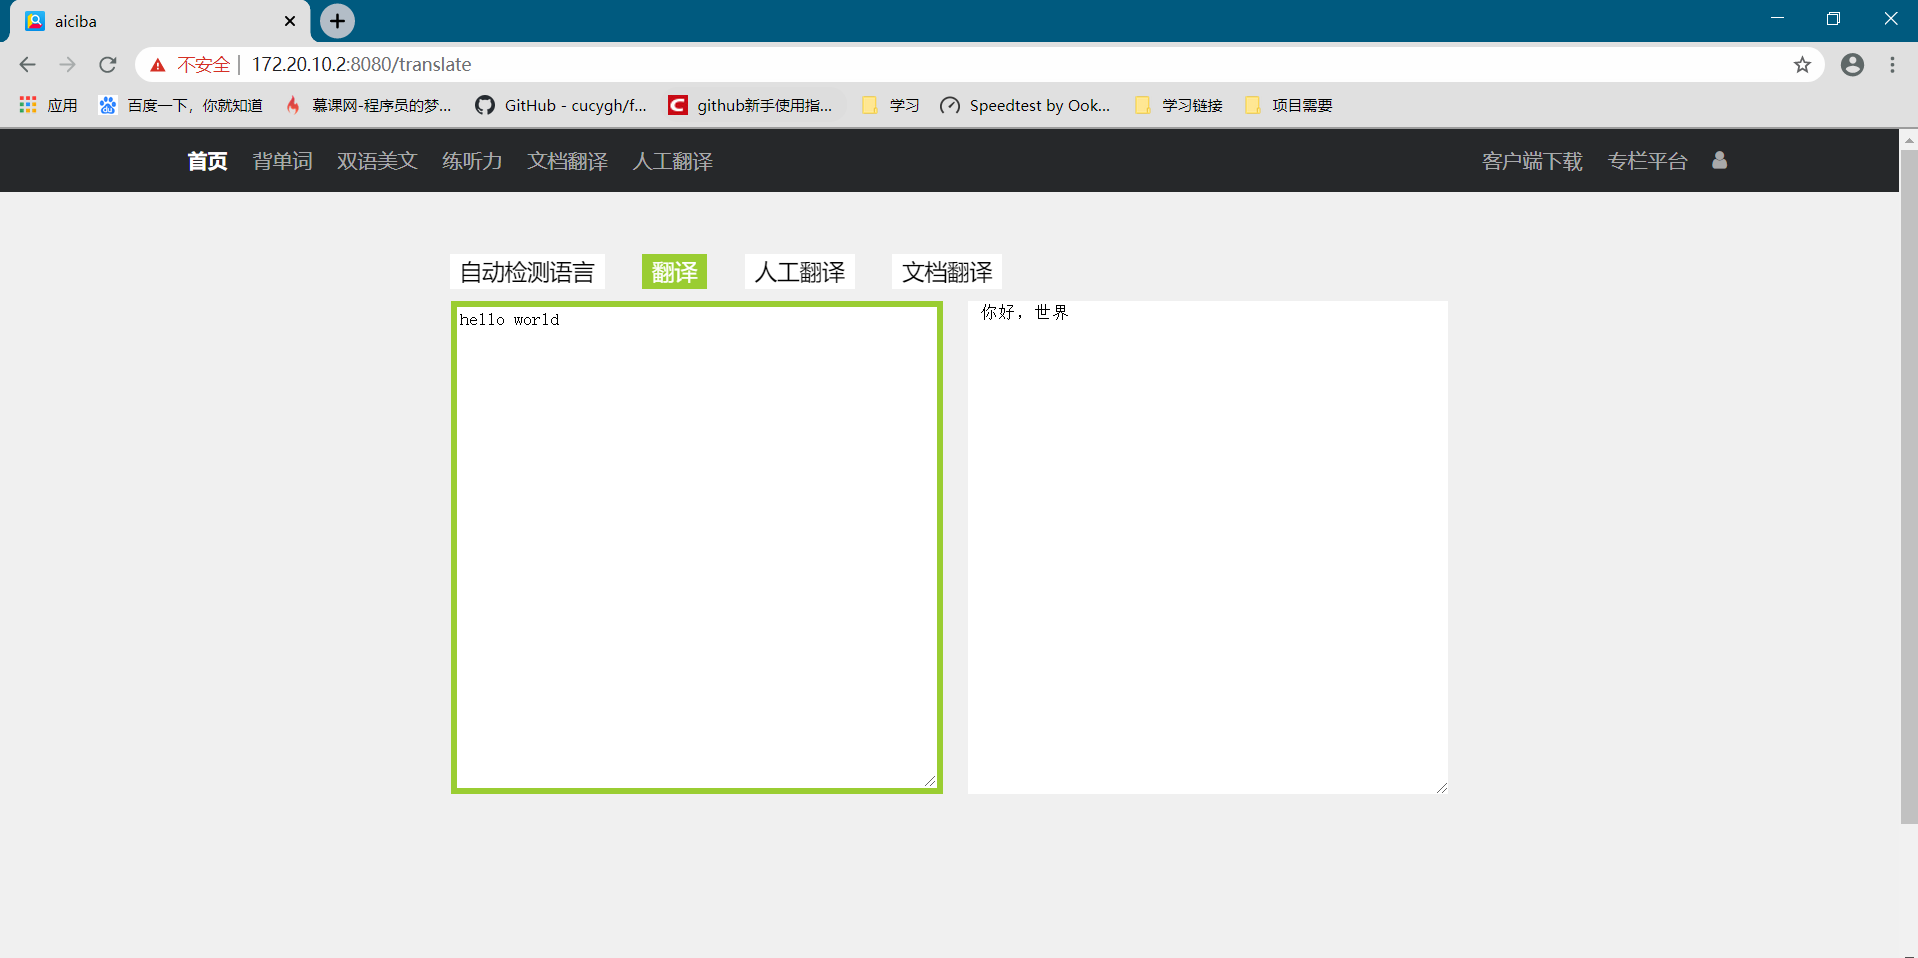 aiciba
不安全 172.20.10.2:8080/translate
应用 百度一下，你就知道 慕课网-程序员的梦... GitHub - cucygh/f... github新手使用指... 学习 Speedtest by Ook... 学习链接 项目需要
首页 背单词 双语美文 练听力 文档翻译 人工翻译 客户端下载 专栏平台
自动检测语言 翻译 人工翻译 文档翻译
hello world
你好，世界